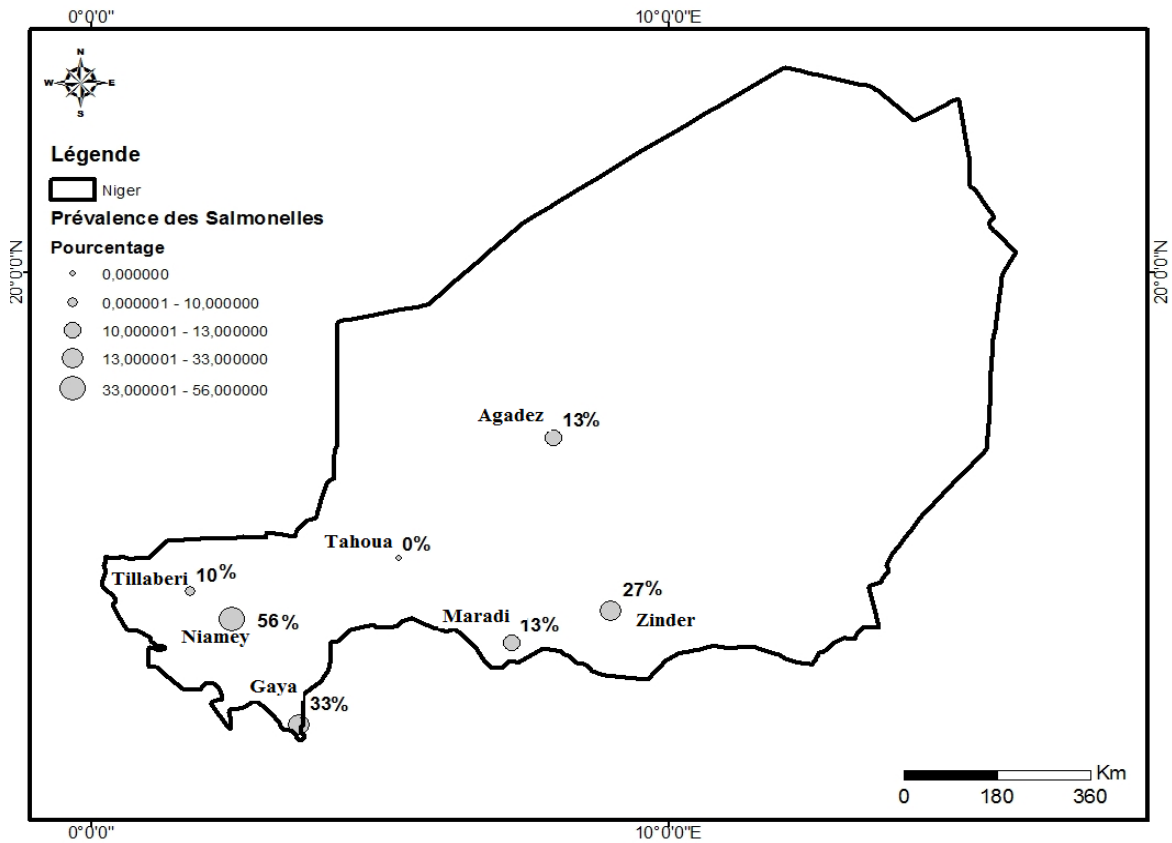 0°0'0" 10°0'0"E
N
W E
S
Légende
Niger
Prévalence des Salmonelles
Pourcentage
0,000000
0,000001 - 10,000000
10,000001 - 13,000000
13,000001 - 33,000000
33,000001 - 56,000000
20°0'0"N
20°0'0"N
Agadez 13%
Tahoua 0%
Tillaberi 10%
Niamey 56%
Maradi 13%
27%
Zinder
Gaya
33%
Km
0 180 360
0°0'0" 10°0'0"E